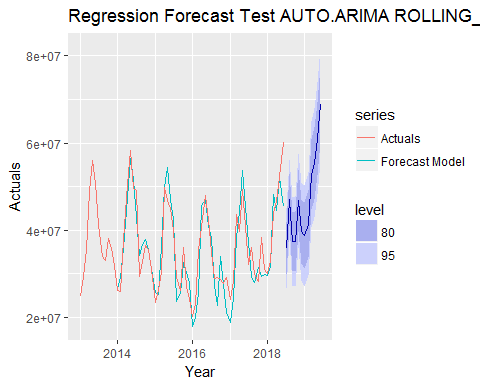 Regression Forecast Test AUTO.ARIMA ROLLING_
8e+07
6e+07
4e+07
2e+07
Actuals
2014
2016
2018
Year
series
Actuals
Forecast Model
level
80
95